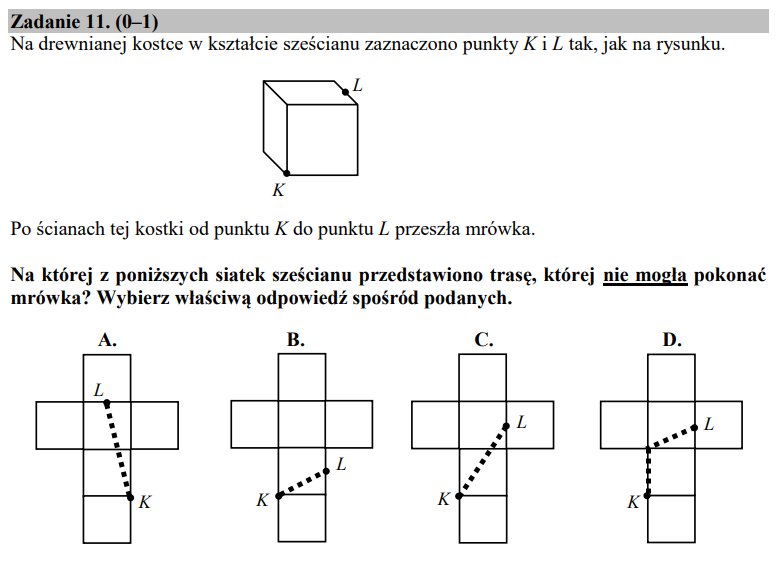 Zadanie 11. (0–1)
Na drewnianej kostce w kształcie sześcianu zaznaczono punkty K i L tak, jak na rysunku.
L
K
Po ścianach tej kostki od punktu K do punktu L przeszła mrówka.
Na której z poniższych siatek sześcianu przedstawiono trasę, której nie mogła pokonać
mrówka? Wybierz właściwą odpowiedź spośród podanych.
A. B. C. D.
L
K
L
K
L
K
L
K